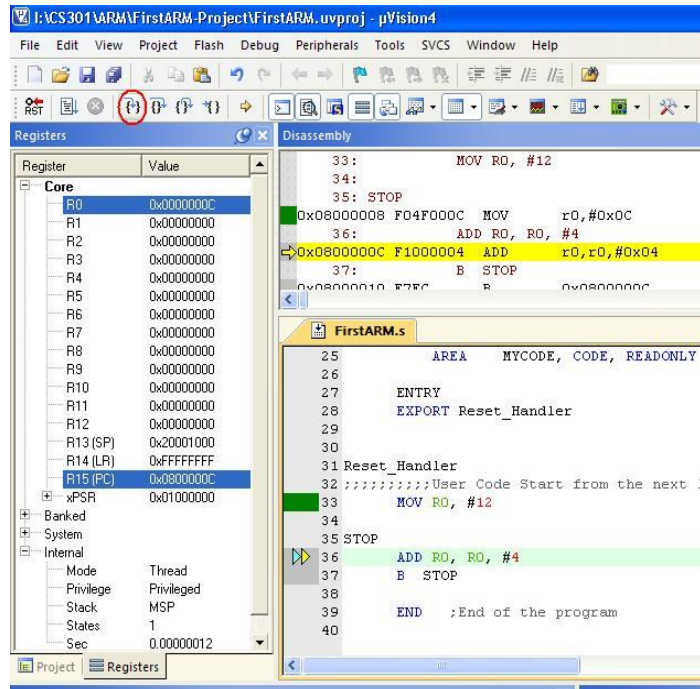 I:\CS301\ARM\FirstARM-Project\FirstARM.uvproj - µVision4
File Edit View Project Flash Debug Peripherals Tools SVCS Window Help
RST
Registers
Register Value
Core
R0 0x0000000C
R1 0x00000000
R2 0x00000000
R3 0x00000000
R4 0x00000000
R5 0x00000000
R6 0x00000000
R7 0x00000000
R8 0x00000000
R9 0x00000000
R10 0x00000000
R11 0x00000000
R12 0x00000000
R13 (SP) 0x20001000
R14 (LR) 0xFFFFFFFF
R15 (PC) 0x0800000C
xPSR 0x01000000
Banked
System
Internal
Mode Thread
Privilege Privileged
Stack MSP
States 1
Sec 0.00000012
Project Registers
Disassembly
33: MOV R0, #12
34:
35: STOP
0x08000008 F04F000C MOV r0,#0x0C
36: ADD R0, R0, #4
0x0800000C F1000004 ADD r0,r0,#0x04
37: B STOP
0x08000010 E7FC B 0x0800000C
FirstARM.s
25 AREA MYCODE, CODE, READONLY
26
27 ENTRY
28 EXPORT Reset_Handler
29
30
31 Reset_Handler
32 ;;;;;;;;;;User Code Start from the next
33 MOV R0, #12
34
35 STOP
36 ADD R0, R0, #4
37 B STOP
38
39 END ;End of the program
40